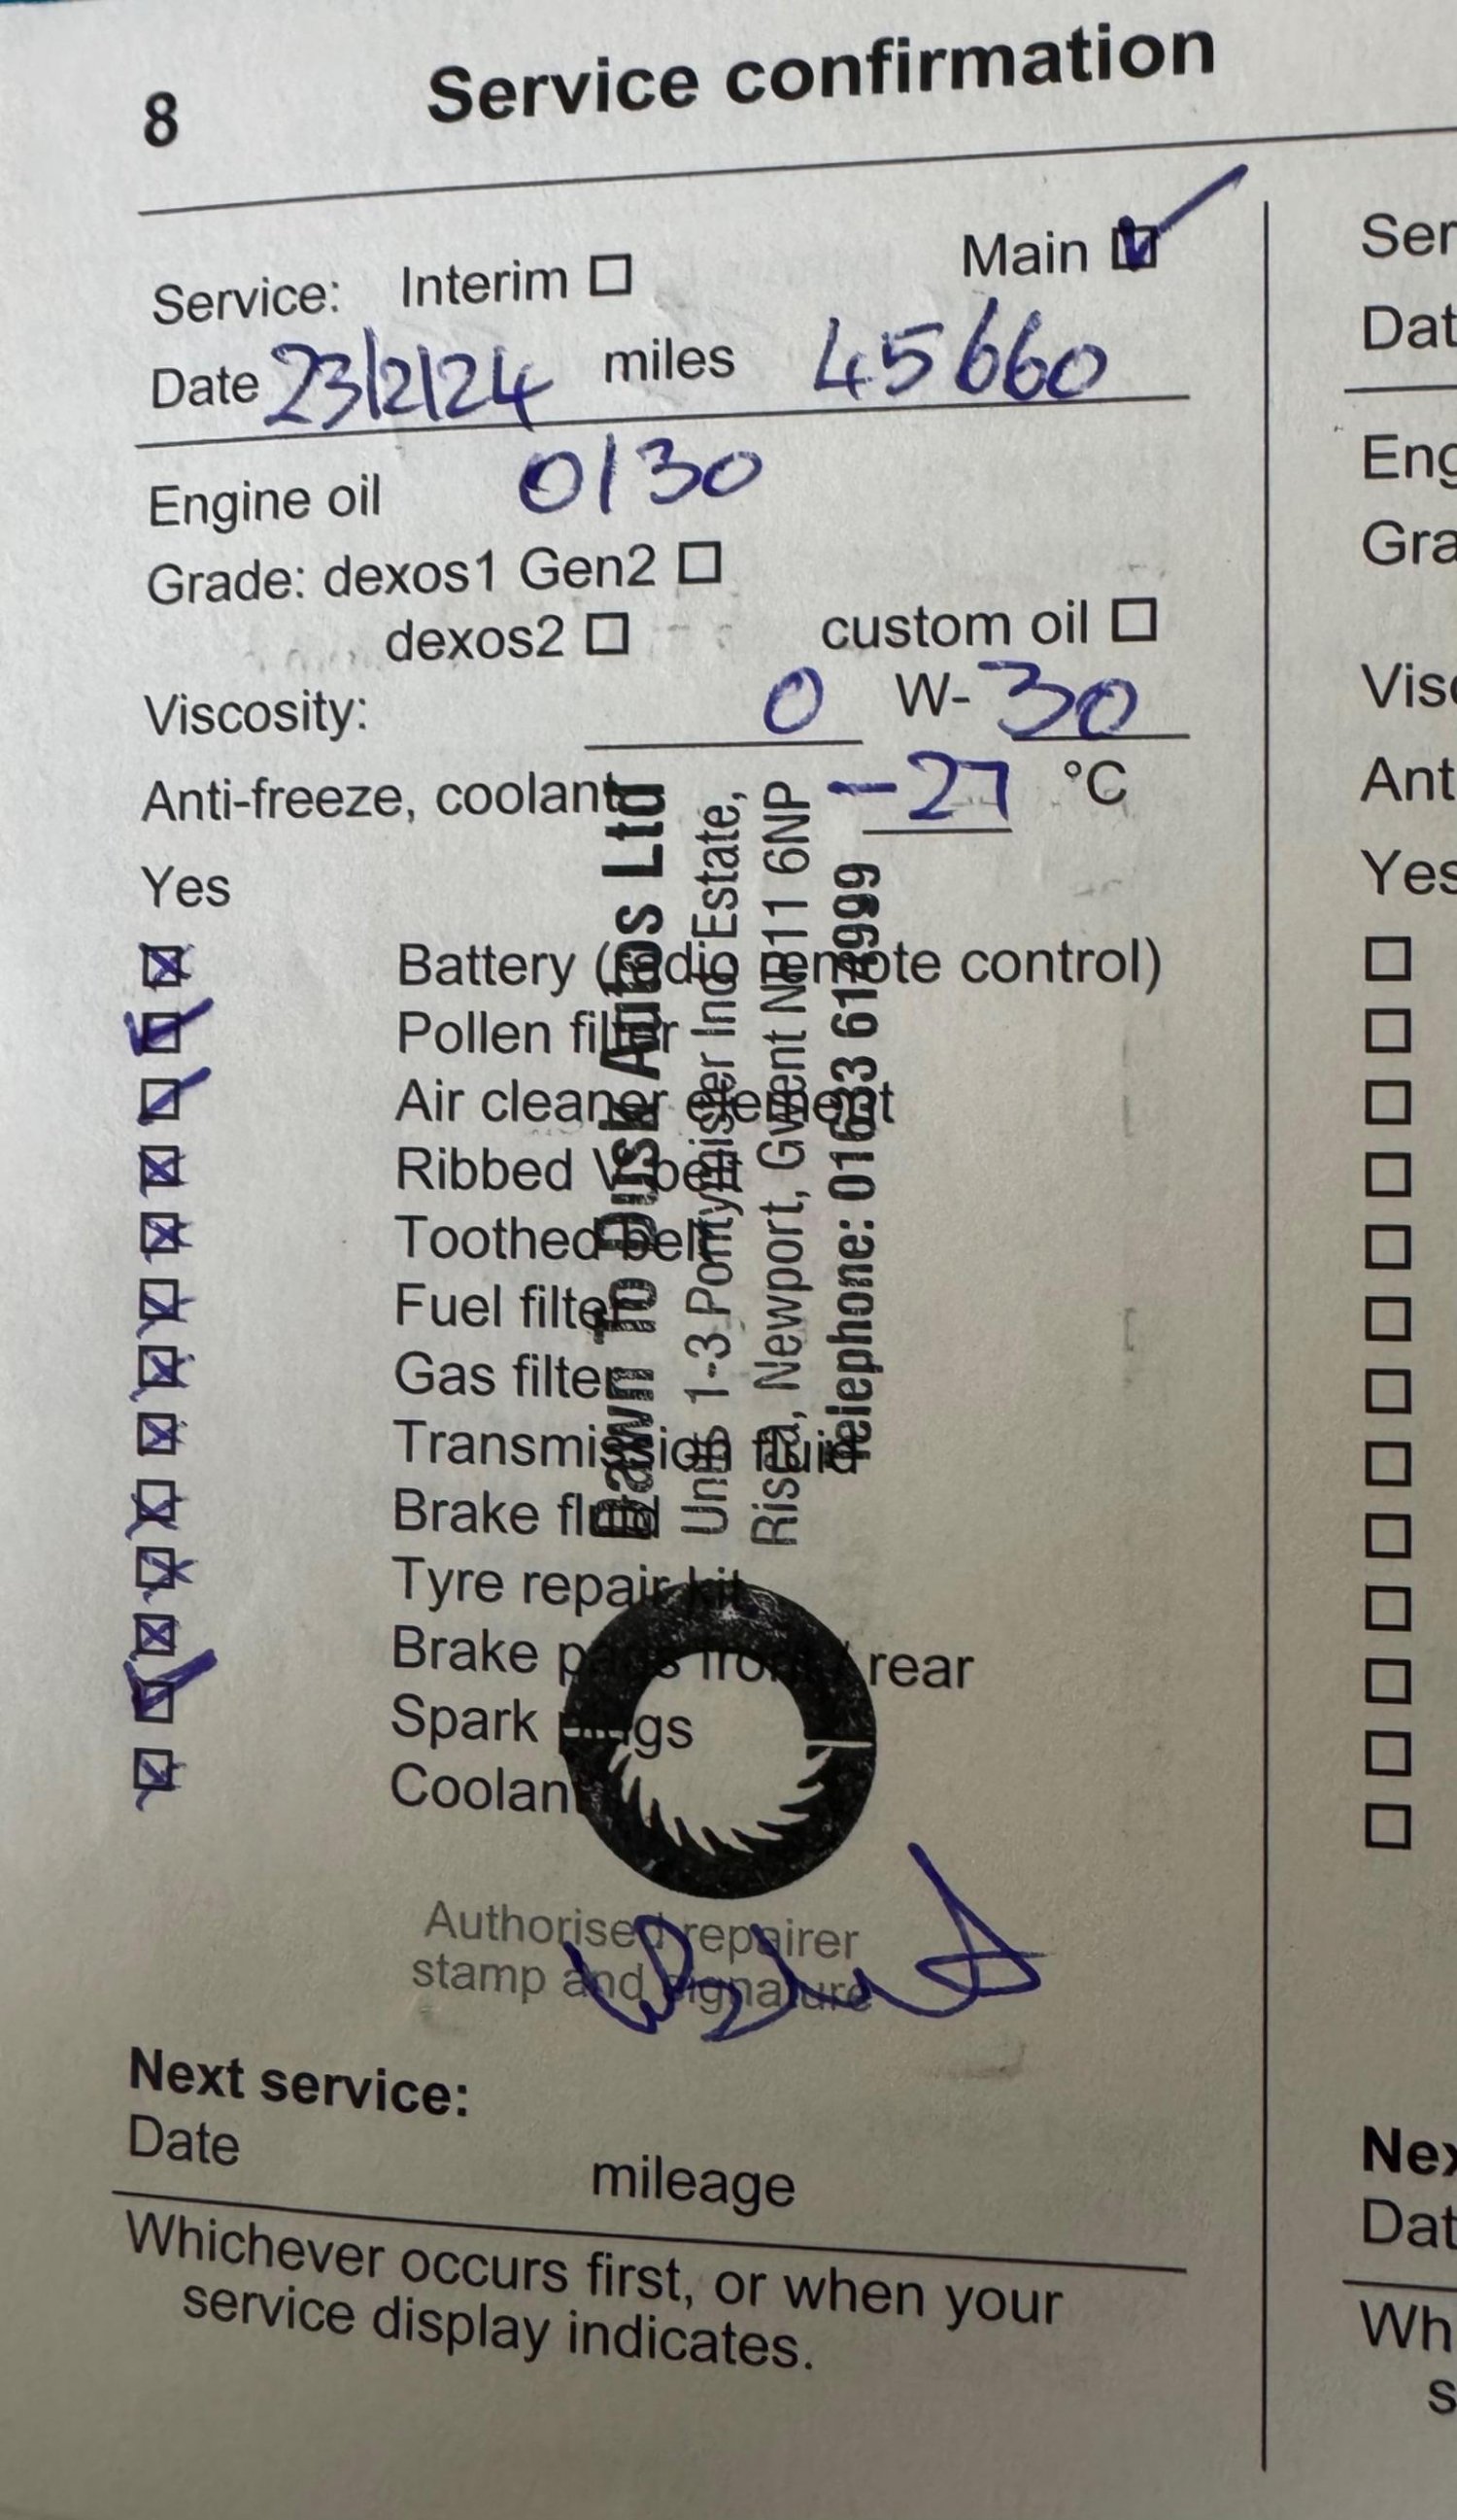 8 Service confirmation
Service: Interim ☐ Main ☑
Date 23/2/24 miles 45660
Engine oil 0/30
Grade: dexos1 Gen2 ☐
dexos2 ☐ custom oil ☐
Viscosity: 0 W-30
Anti-freeze, coolant -27 °C
Yes
☒ Battery (radio remote control)
☑ Pollen filter
☑ Air cleaner element
☒ Ribbed V-belt
☒ Toothed belt
☒ Fuel filter
☒ Gas filter
☒ Transmission fluid
☒ Brake fluid
☒ Tyre repair kit
☒ Brake pads front / rear
☑ Spark plugs
☒ Coolant
Dawn To Dusk Autos Ltd
Units 1-3 Pontymister Ind Estate,
Risca, Newport, Gwent NP11 6NP
Telephone: 01633 618999
Authorised repairer
stamp and signature
Next service:
Date mileage
Whichever occurs first, or when your
service display indicates.
Ser
Dat
Eng
Gra
Visc
Ant
Yes
☐
☐
☐
☐
☐
☐
☐
☐
☐
☐
☐
☐
☐
Nex
Dat
Wh
s